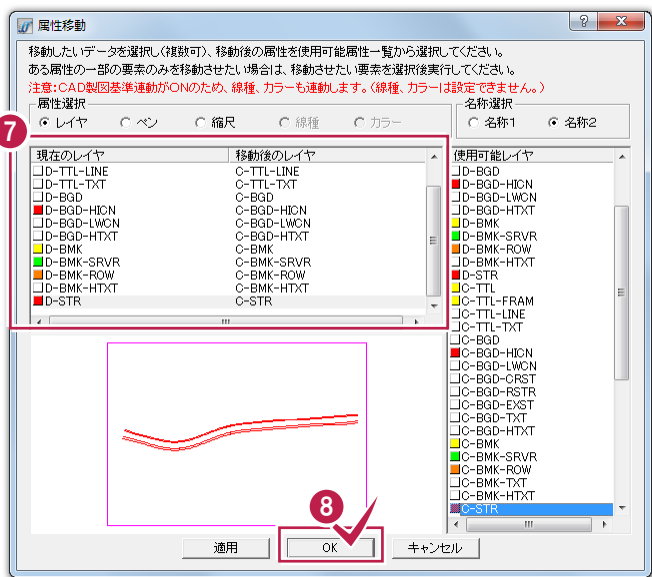 属性移動
移動したいデータを選択し(複数可)、移動後の属性を使用可能属性一覧から選択してください。
ある属性の一部の要素のみを移動させたい場合は、移動させたい要素を選択後実行してください。
注意:CAD製図基準連動がONのため、線種、カラーも連動します。(線種、カラーは設定できません。)
属性選択
レイヤ ペン 縮尺 線種 カラー
名称選択
名称1 名称2
7
現在のレイヤ 移動後のレイヤ
D-TTL-LINE C-TTL-LINE
D-TTL-TXT C-TTL-TXT
D-BGD C-BGD
D-BGD-HICN C-BGD-HICN
D-BGD-LWCN C-BGD-LWCN
D-BGD-HTXT C-BGD-HTXT
D-BMK C-BMK
D-BMK-SRVR C-BMK-SRVR
D-BMK-ROW C-BMK-ROW
D-BMK-HTXT C-BMK-HTXT
D-STR C-STR
使用可能レイヤ
D-BGD
D-BGD-HICN
D-BGD-LWCN
D-BGD-HTXT
D-BMK
D-BMK-SRVR
D-BMK-ROW
D-BMK-HTXT
D-STR
C-TTL
C-TTL-FRAM
C-TTL-LINE
C-TTL-TXT
C-BGD
C-BGD-HICN
C-BGD-LWCN
C-BGD-CRST
C-BGD-RSTR
C-BGD-EXST
C-BGD-TXT
C-BGD-HTXT
C-BMK
C-BMK-SRVR
C-BMK-ROW
C-BMK-TXT
C-BMK-HTXT
C-STR
8
適用 OK キャンセル